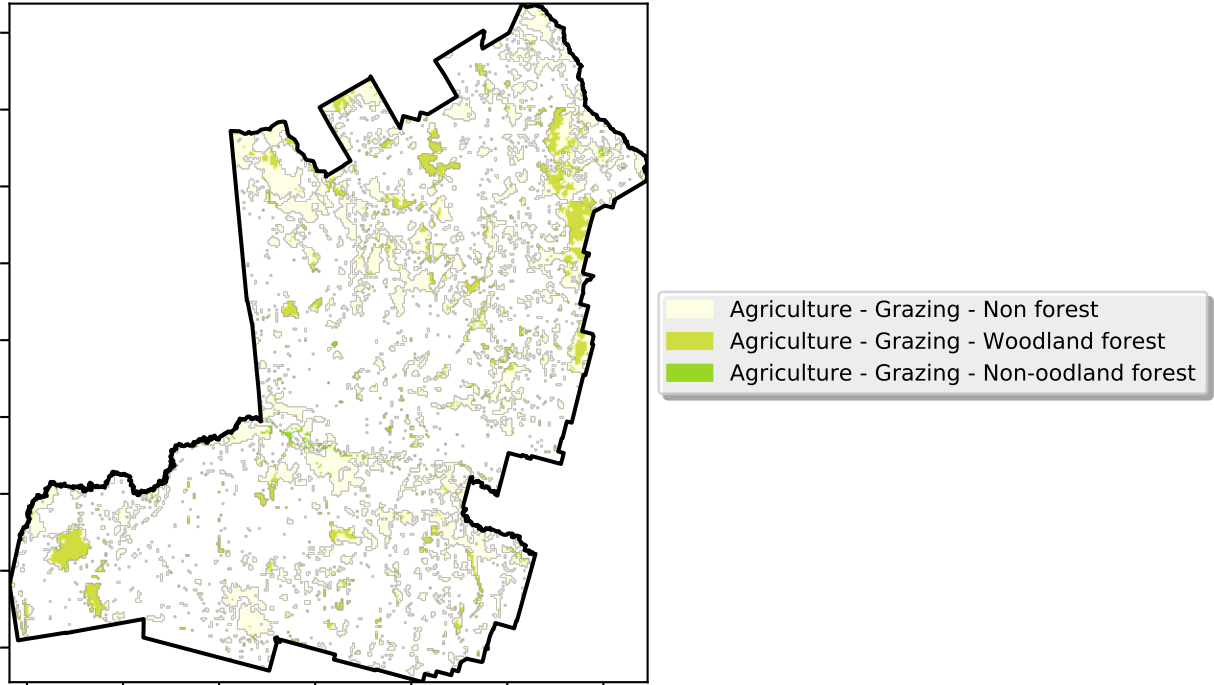 Agriculture - Grazing - Non forest
Agriculture - Grazing - Woodland forest
Agriculture - Grazing - Non-oodland forest